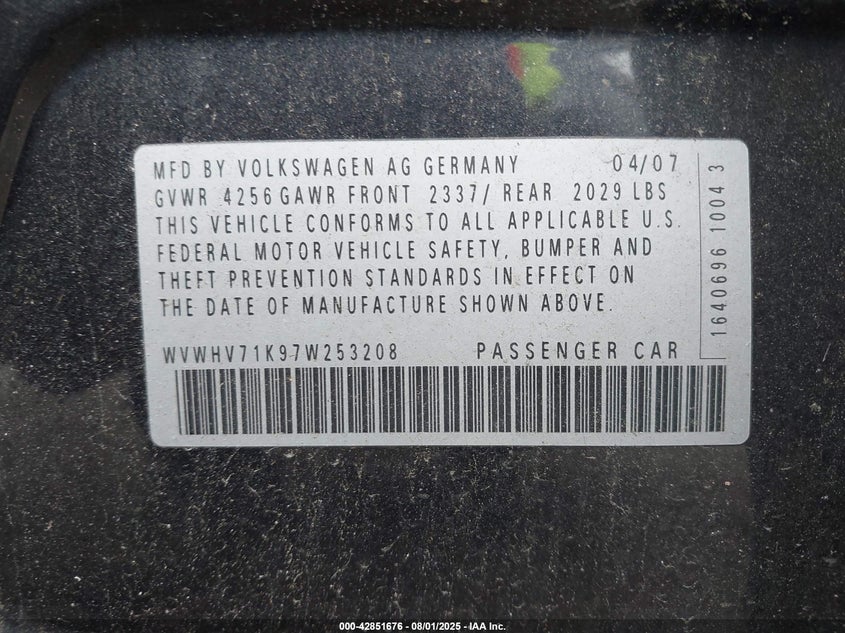 MFD BY VOLKSWAGEN AG GERMANY 04/07
GVWR 4256 GAWR FRONT 2337/ REAR 2029 LBS
THIS VEHICLE CONFORMS TO ALL APPLICABLE U.S.
FEDERAL MOTOR VEHICLE SAFETY, BUMPER AND
THEFT PREVENTION STANDARDS IN EFFECT ON
THE DATE OF MANUFACTURE SHOWN ABOVE.
WVWHV71K97W253208 PASSENGER CAR
1640696 1004 3
000-42851676 - 08/01/2025 - IAA Inc.